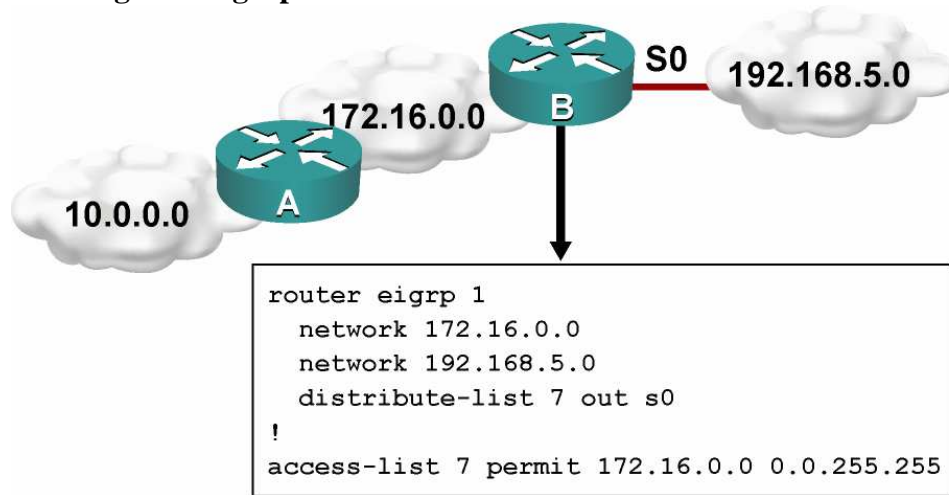 S0
192.168.5.0
B
172.16.0.0
A
10.0.0.0
router eigrp 1
network 172.16.0.0
network 192.168.5.0
distribute-list 7 out s0
!
access-list 7 permit 172.16.0.0 0.0.255.255